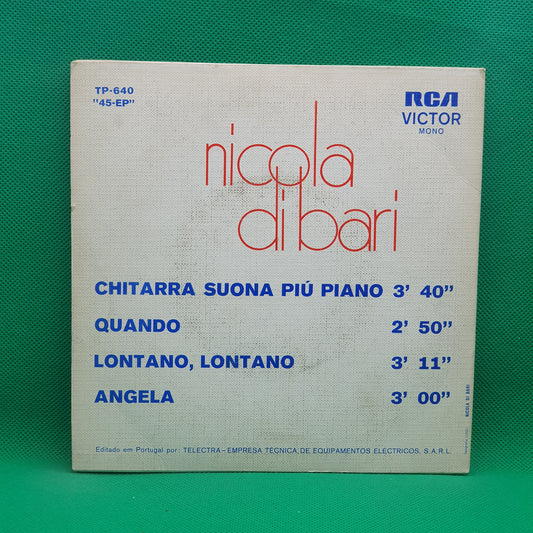 TP-640
"45-EP"
RCA
VICTOR
MONO
nicola
di bari
CHITARRA SUONA PIÚ PIANO 3' 40"
QUANDO 2' 50"
LONTANO, LONTANO 3' 11"
ANGELA 3' 00"
Editado em Portugal por: TELECTRA-EMPRESA TÉCNICA, DE EQUIPAMENTOS ELECTRICOS, S.A.R.L.
NICOLA DI BARI